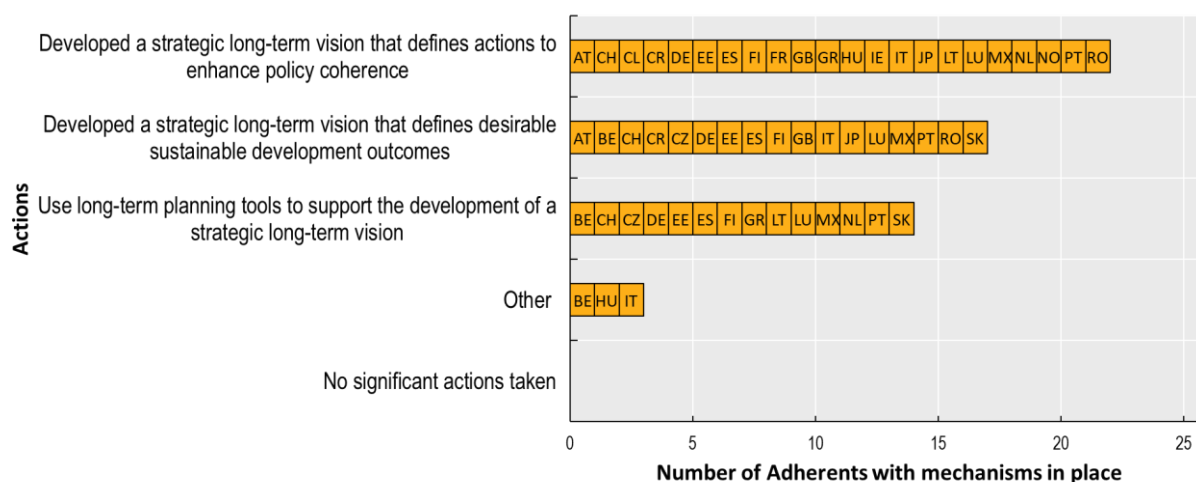 Developed a strategic long-term vision that defines actions to
enhance policy coherence
AT CH CL CR DE EE ES FI FR GB GR HU IE IT JP LT LU MX NL NO PT RO
Developed a strategic long-term vision that defines desirable
sustainable development outcomes
AT BE CH CR CZ DE EE ES FI GB IT JP LU MX PT RO SK
Use long-term planning tools to support the development of a
strategic long-term vision
BE CH CZ DE EE ES FI GR LT LU MX NL PT SK
Other
BE HU IT
No significant actions taken
Actions
0 5 10 15 20 25
Number of Adherents with mechanisms in place